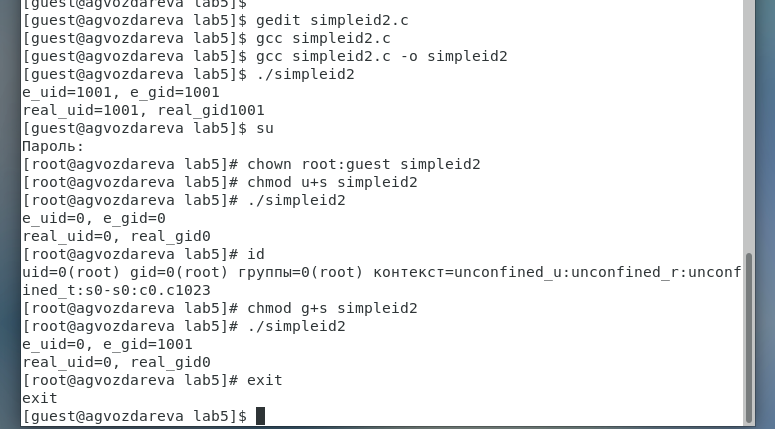 [guest@agvozdareva lab5]$
[guest@agvozdareva lab5]$ gedit simpleid2.c
[guest@agvozdareva lab5]$ gcc simpleid2.c
[guest@agvozdareva lab5]$ gcc simpleid2.c -o simpleid2
[guest@agvozdareva lab5]$ ./simpleid2
e_uid=1001, e_gid=1001
real_uid=1001, real_gid1001
[guest@agvozdareva lab5]$ su
Пароль:
[root@agvozdareva lab5]# chown root:guest simpleid2
[root@agvozdareva lab5]# chmod u+s simpleid2
[root@agvozdareva lab5]# ./simpleid2
e_uid=0, e_gid=0
real_uid=0, real_gid0
[root@agvozdareva lab5]# id
uid=0(root) gid=0(root) группы=0(root) контекст=unconfined_u:unconfined_r:unconf
ined_t:s0-s0:c0.c1023
[root@agvozdareva lab5]# chmod g+s simpleid2
[root@agvozdareva lab5]# ./simpleid2
e_uid=0, e_gid=1001
real_uid=0, real_gid0
[root@agvozdareva lab5]# exit
exit
[guest@agvozdareva lab5]$